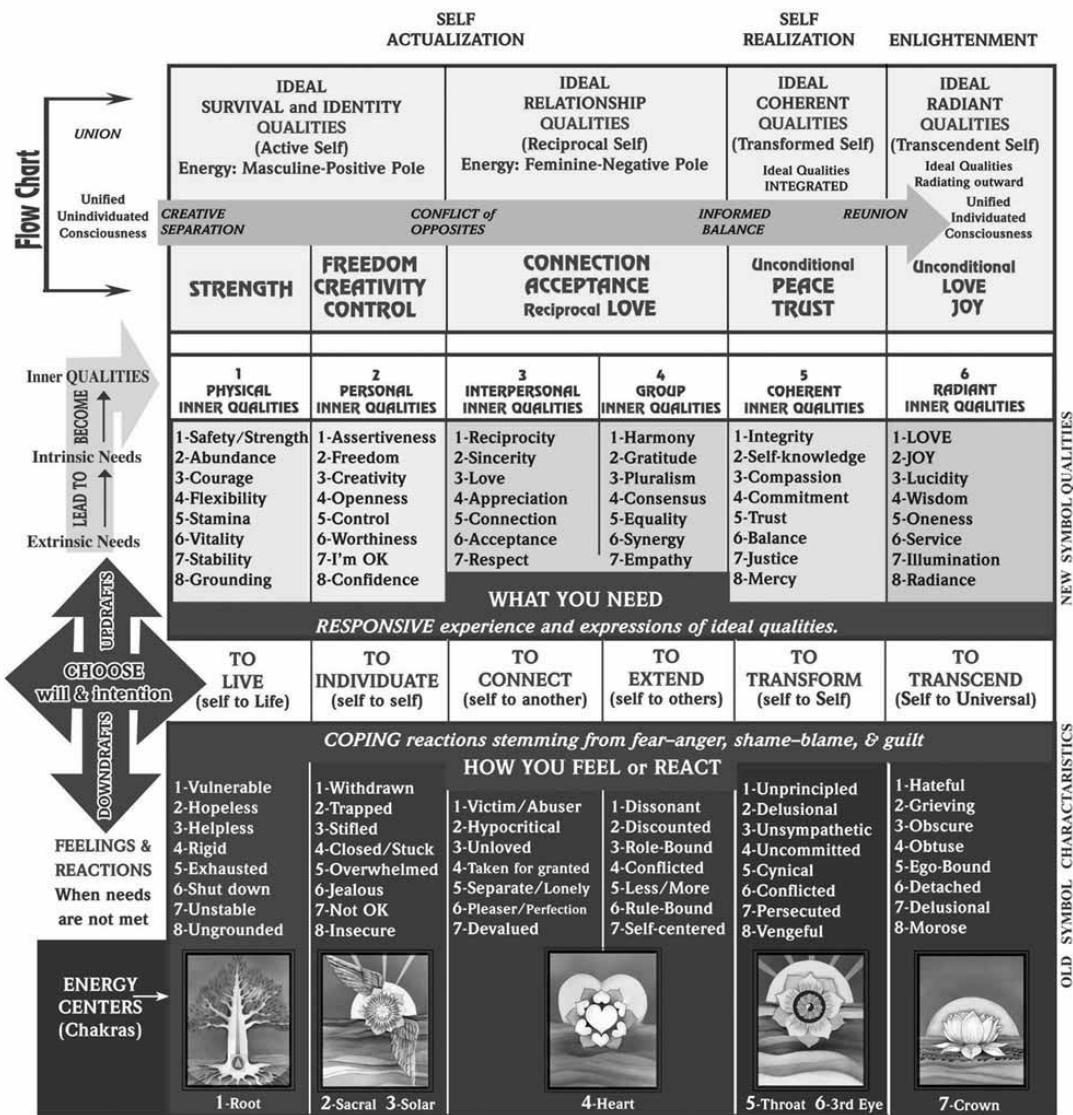 SELF
ACTUALIZATION
SELF
REALIZATION
ENLIGHTENMENT
Flow Chart
UNION
Unified
Unindividuated
Consciousness
IDEAL
SURVIVAL and IDENTITY
QUALITIES
(Active Self)
Energy: Masculine-Positive Pole
IDEAL
RELATIONSHIP
QUALITIES
(Reciprocal Self)
Energy: Feminine-Negative Pole
IDEAL
COHERENT
QUALITIES
(Transformed Self)
Ideal Qualities
INTEGRATED
IDEAL
RADIANT
QUALITIES
(Transcendent Self)
Ideal Qualities
Radiating outward
CREATIVE
SEPARATION
CONFLICT of
OPPOSITES
INFORMED
BALANCE
REUNION
Unified
Individuated
Consciousness
STRENGTH
FREEDOM
CREATIVITY
CONTROL
CONNECTION
ACCEPTANCE
Reciprocal LOVE
Unconditional
PEACE
TRUST
Unconditional
LOVE
JOY
Inner QUALITIES
BECOME
Intrinsic Needs
LEAD TO
Extrinsic Needs
1
PHYSICAL
INNER QUALITIES
1-Safety/Strength
2-Abundance
3-Courage
4-Flexibility
5-Stamina
6-Vitality
7-Stability
8-Grounding
2
PERSONAL
INNER QUALITIES
1-Assertiveness
2-Freedom
3-Creativity
4-Openness
5-Control
6-Worthiness
7-I'm OK
8-Confidence
3
INTERPERSONAL
INNER QUALITIES
1-Reciprocity
2-Sincerity
3-Love
4-Appreciation
5-Connection
6-Acceptance
7-Respect
4
GROUP
INNER QUALITIES
1-Harmony
2-Gratitude
3-Pluralism
4-Consensus
5-Equality
6-Synergy
7-Empathy
5
COHERENT
INNER QUALITIES
1-Integrity
2-Self-knowledge
3-Compassion
4-Commitment
5-Trust
6-Balance
7-Justice
8-Mercy
6
RADIANT
INNER QUALITIES
1-LOVE
2-JOY
3-Lucidity
4-Wisdom
5-Oneness
6-Service
7-Illumination
8-Radiance
NEW SYMBOL QUALITIES
WHAT YOU NEED
RESPONSIVE experience and expressions of ideal qualities.
UPDRAFTS
CHOOSE
will & intention
DOWNDRAFTS
TO
LIVE
(self to Life)
TO
INDIVIDUATE
(self to self)
TO
CONNECT
(self to another)
TO
EXTEND
(self to others)
TO
TRANSFORM
(self to Self)
TO
TRANSCEND
(Self to Universal)
COPING reactions stemming from fear–anger, shame–blame, & guilt
HOW YOU FEEL or REACT
FEELINGS &
REACTIONS
When needs
are not met
1-Vulnerable
2-Hopeless
3-Helpless
4-Rigid
5-Exhausted
6-Shut down
7-Unstable
8-Ungrounded
1-Withdrawn
2-Trapped
3-Stifled
4-Closed/Stuck
5-Overwhelmed
6-Jealous
7-Not OK
8-Insecure
1-Victim/Abuser
2-Hypocritical
3-Unloved
4-Taken for granted
5-Separate/Lonely
6-Pleaser/Perfection
7-Devalued
1-Dissonant
2-Discounted
3-Role-Bound
4-Conflicted
5-Less/More
6-Rule-Bound
7-Self-centered
1-Unprincipled
2-Delusional
3-Unsympathetic
4-Uncommitted
5-Cynical
6-Conflicted
7-Persecuted
8-Vengeful
1-Hateful
2-Grieving
3-Obscure
4-Obtuse
5-Ego-Bound
6-Detached
7-Delusional
8-Morose
OLD SYMBOL CHARACTARISTICS
ENERGY
CENTERS
(Chakras)
1-Root
2-Sacral 3-Solar
4-Heart
5-Throat 6-3rd Eye
7-Crown